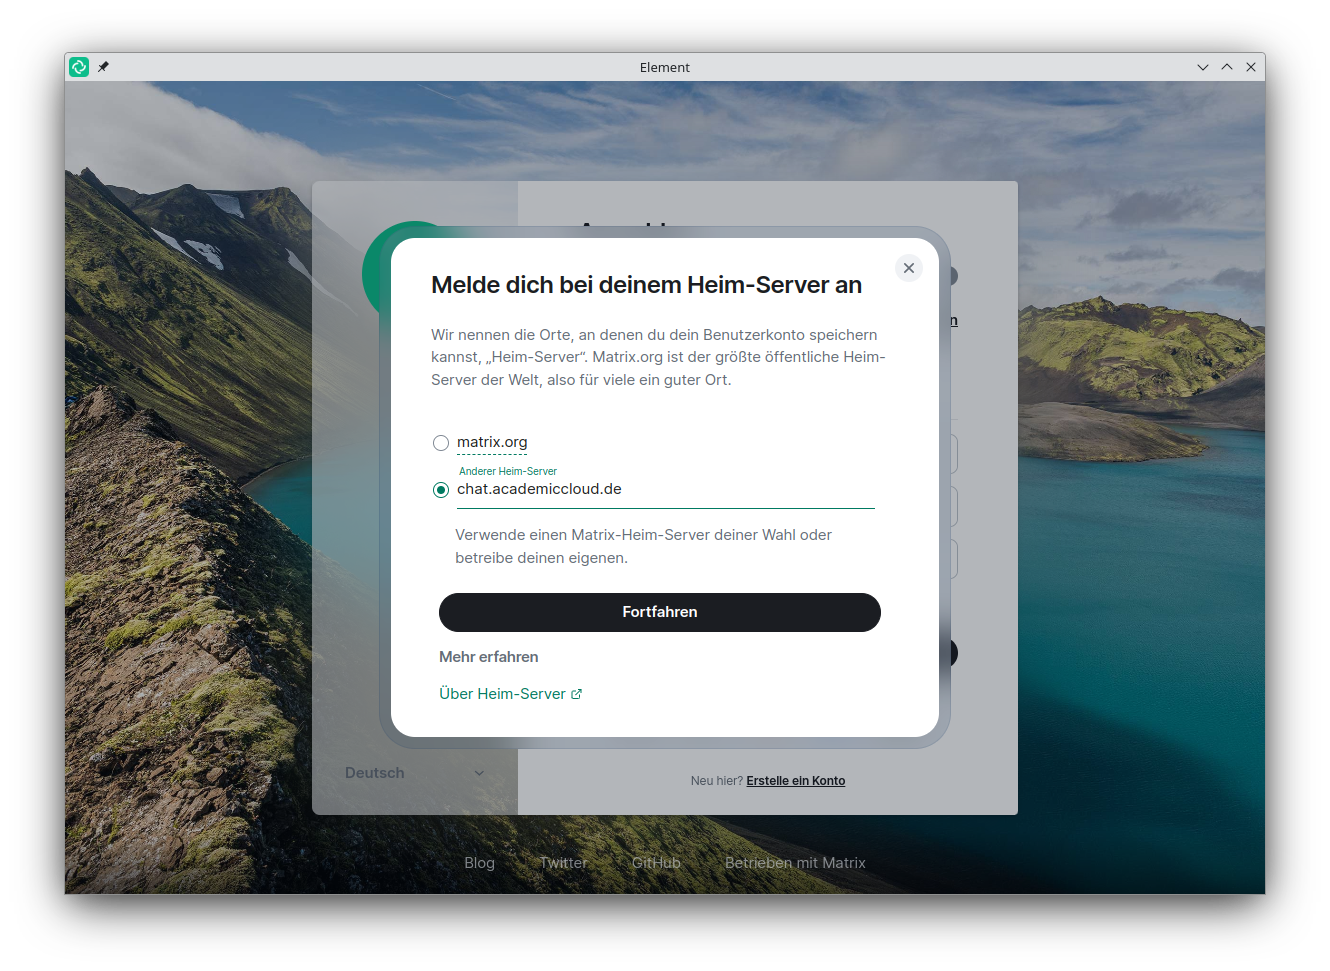 Element
Melde dich bei deinem Heim-Server an
Wir nennen die Orte, an denen du dein Benutzerkonto speichern
kannst, „Heim-Server“. Matrix.org ist der größte öffentliche Heim-
Server der Welt, also für viele ein guter Ort.
matrix.org
Anderer Heim-Server
chat.academiccloud.de
Verwende einen Matrix-Heim-Server deiner Wahl oder
betreibe deinen eigenen.
Fortfahren
Mehr erfahren
Über Heim-Server
Deutsch
Neu hier? Erstelle ein Konto
Blog Twitter GitHub Betrieben mit Matrix